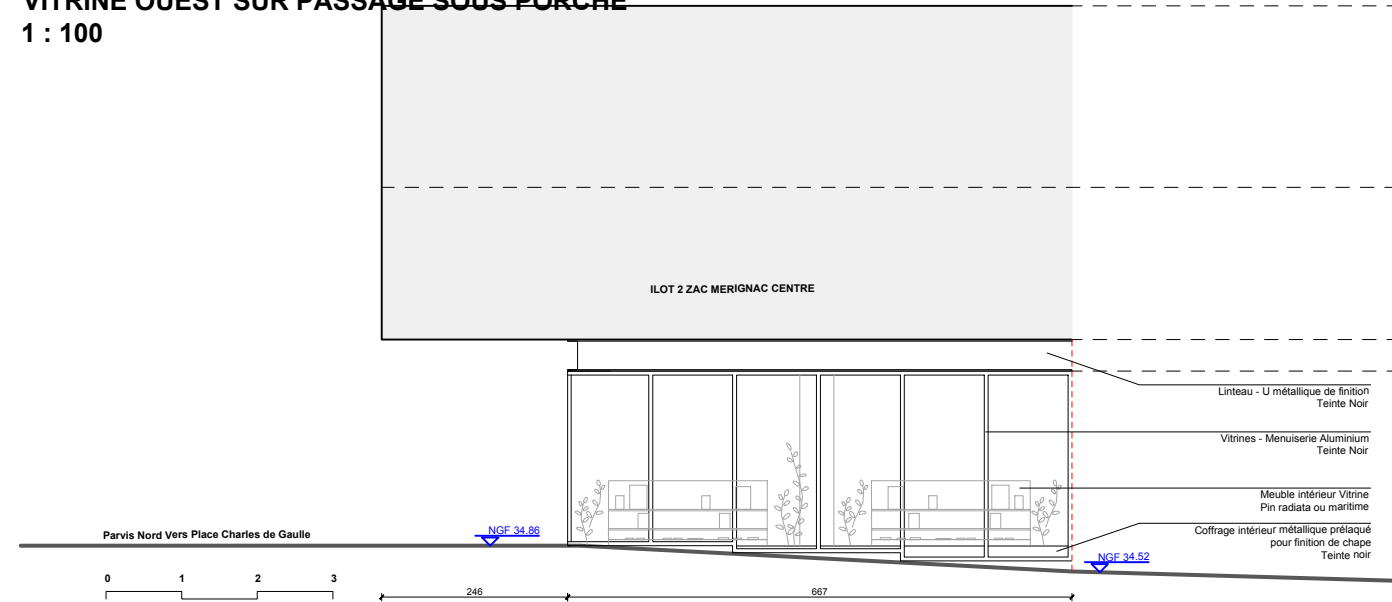 VITRINE OUEST SUR PASSAGE SOUS PORCHE
1 : 100
ILOT 2 ZAC MERIGNAC CENTRE
Linteau - U métallique de finition
Teinte Noir
Vitrines - Menuiserie Aluminium
Teinte Noir
Meuble intérieur Vitrine
Pin radiata ou maritime
Coffrage intérieur métallique prélaqué
pour finition de chape
Teinte noir
Parvis Nord Vers Place Charles de Gaulle
NGF 34.86
NGF 34.52
0 1 2 3
246
667